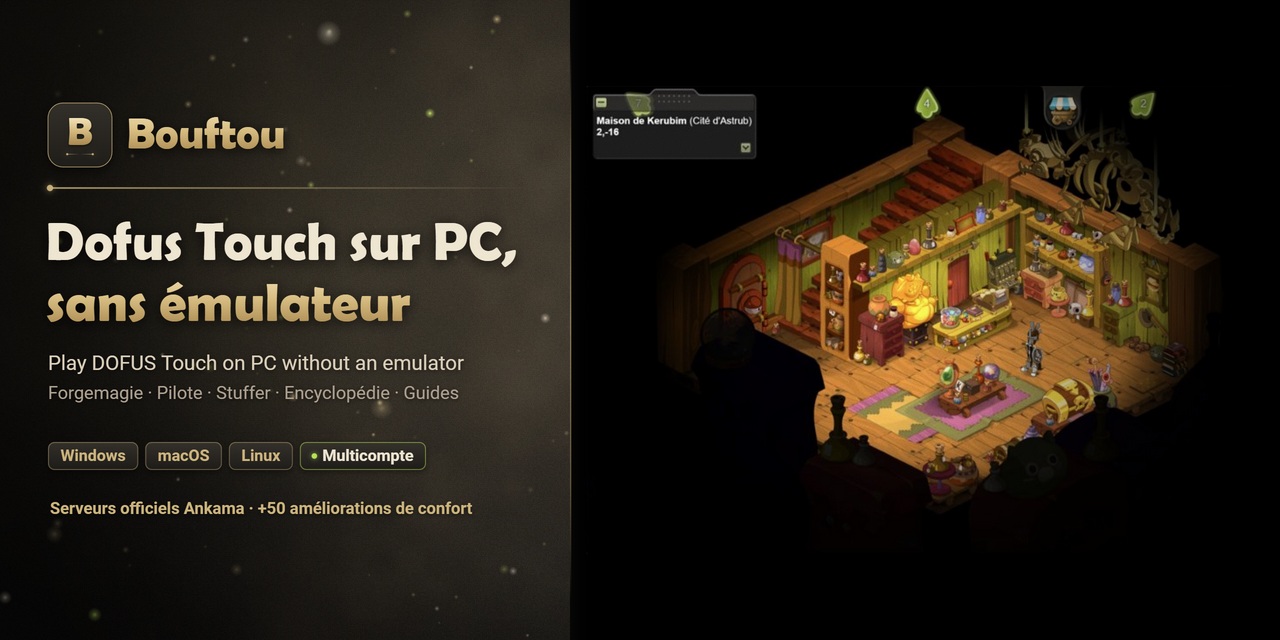 B
Bouftou
Dofus Touch sur PC,
sans émulateur
Play DOFUS Touch on PC without an emulator
Forgemagie · Pilote · Stuffer · Encyclopédie · Guides
Windows
macOS
Linux
Multicompte
Serveurs officiels Ankama · +50 améliorations de confort
Maison de Kerubim (Cité d'Astrub)
2,-16
4
2